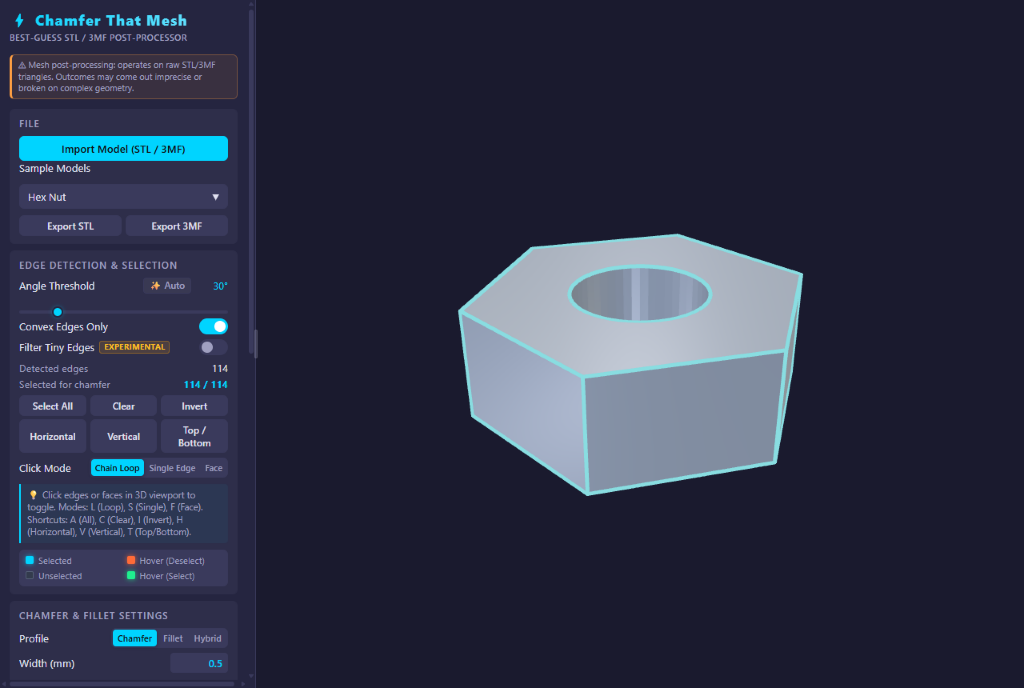 Chamfer That Mesh
BEST-GUESS STL / 3MF POST-PROCESSOR
⚠ Mesh post-processing: operates on raw STL/3MF
triangles. Outcomes may come out imprecise or
broken on complex geometry.
FILE
Import Model (STL / 3MF)
Sample Models
Hex Nut ▼
Export STL Export 3MF
EDGE DETECTION & SELECTION
Angle Threshold ✨ Auto 30°
Convex Edges Only
Filter Tiny Edges EXPERIMENTAL
Detected edges 114
Selected for chamfer 114 / 114
Select All Clear Invert
Horizontal Vertical Top /
Bottom
Click Mode Chain Loop Single Edge Face
💡 Click edges or faces in 3D viewport to
toggle. Modes: L (Loop), S (Single), F (Face).
Shortcuts: A (All), C (Clear), I (Invert), H
(Horizontal), V (Vertical), T (Top/Bottom).
Selected Hover (Deselect)
Unselected Hover (Select)
CHAMFER & FILLET SETTINGS
Profile Chamfer Fillet Hybrid
Width (mm) 0.5